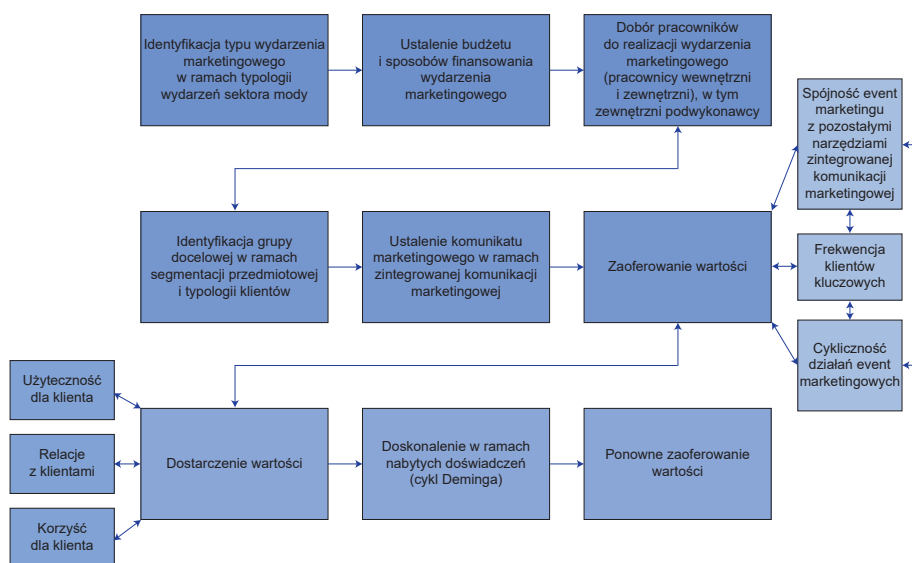 Identyfikacja typu wydarzenia
marketingowego
w ramach typologii
wydarzeń sektora mody
Ustalenie budżetu
i sposobów finansowania
wydarzenia
marketingowego
Dobór pracowników
do realizacji wydarzenia
marketingowego
(pracownicy wewnętrzni
i zewnętrzni), w tym
zewnętrzni podwykonawcy
Spójność event
marketingu
z pozostałymi
narzędziami
zintegrowanej
komunikacji
marketingowej
Identyfikacja grupy
docelowej w ramach
segmentacji przedmiotowej
i typologii klientów
Ustalenie komunikatu
marketingowego w ramach
zintegrowanej komunikacji
marketingowej
Zaoferowanie wartości
Frekwencja
klientów
kluczowych
Cykliczność
działań event
marketingowych
Użyteczność
dla klienta
Relacje
z klientami
Korzyść
dla klienta
Dostarczenie wartości
Doskonalenie w ramach
nabytych doświadczeń
(cykl Deminga)
Ponowne zaoferowanie
wartości